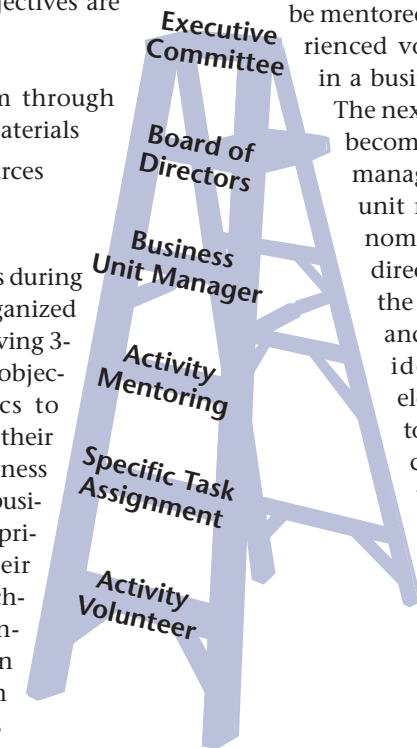 jectives are
through
aterials
rces
s during
ganized
ving 3-
objec-
cs to
their
ness
busi-
pri-
eir
ch-
n-
n
s
Executive
Committee
Board of
Directors
Business
Unit Manager
Activity
Mentoring
Specific Task
Assignment
Activity
Volunteer
be mentored
rienced vo
in a busi
The nex
becom
manag
unit
nom
direc
the
and
id
el
to